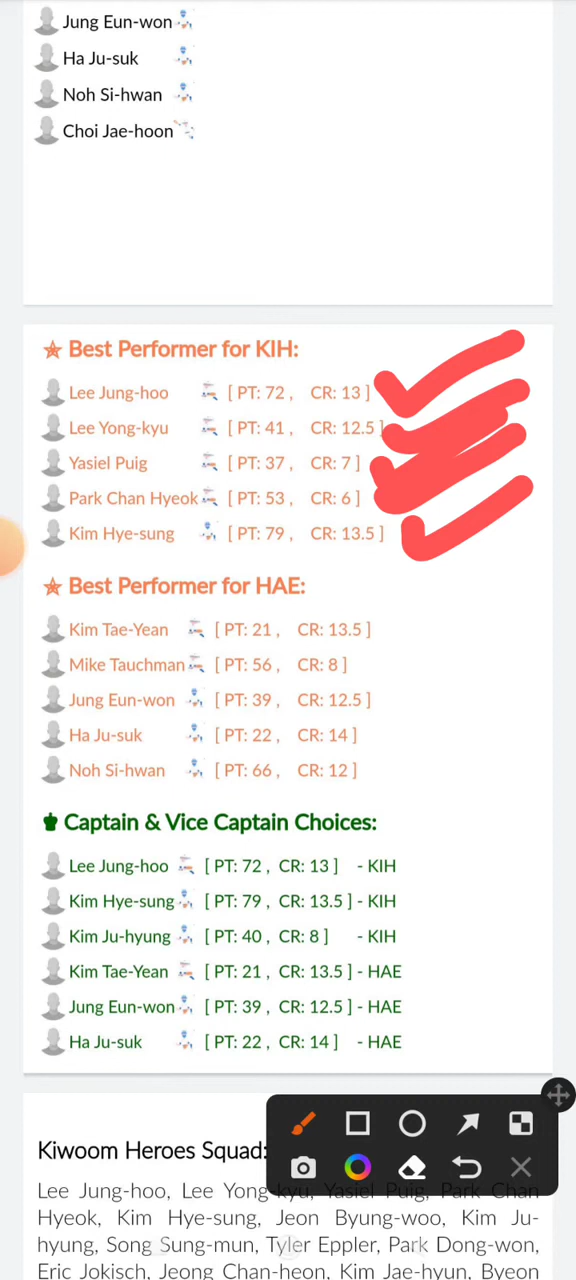 Jung Eun-won
Ha Ju-suk
Noh Si-hwan
Choi Jae-hoon
Best Performer for KIH:
Lee Jung-hoo [ PT: 72 , CR: 13 ]
Lee Yong-kyu [ PT: 41 , CR: 12.5 ]
Yasiel Puig [ PT: 37 , CR: 7 ]
Park Chan Hyeok [ PT: 53 , CR: 6 ]
Kim Hye-sung [ PT: 79 , CR: 13.5 ]
Best Performer for HAE:
Kim Tae-Yean [ PT: 21 , CR: 13.5 ]
Mike Tauchman [ PT: 56 , CR: 8 ]
Jung Eun-won [ PT: 39 , CR: 12.5 ]
Ha Ju-suk [ PT: 22 , CR: 14 ]
Noh Si-hwan [ PT: 66 , CR: 12 ]
Captain & Vice Captain Choices:
Lee Jung-hoo [ PT: 72 , CR: 13 ] - KIH
Kim Hye-sung [ PT: 79 , CR: 13.5 ] - KIH
Kim Ju-hyung [ PT: 40 , CR: 8 ] - KIH
Kim Tae-Yean [ PT: 21 , CR: 13.5 ] - HAE
Jung Eun-won [ PT: 39 , CR: 12.5 ] - HAE
Ha Ju-suk [ PT: 22 , CR: 14 ] - HAE
Kiwoom Heroes Squad:
Lee Jung-hoo, Lee Yong-kyu, Yasiel Puig, Park Chan
Hyeok, Kim Hye-sung, Jeon Byung-woo, Kim Ju-
hyung, Song Sung-mun, Tyler Eppler, Park Dong-won,
Eric Jokisch, Jeong Chan-heon, Kim Jae-hyun, Byeon